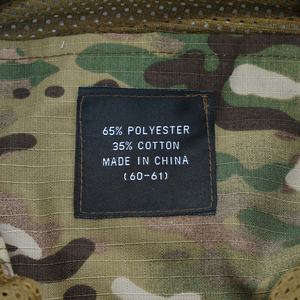 65% POLYESTER
35% COTTON
MADE IN CHINA
(60-61)